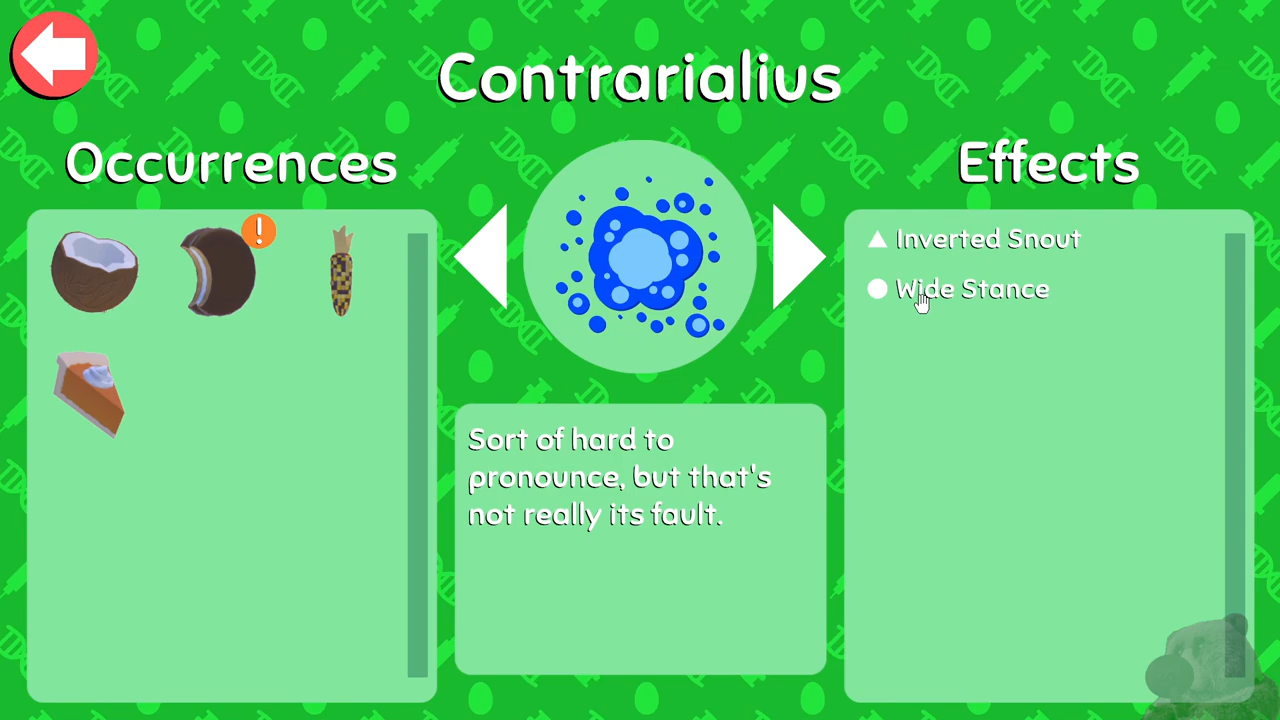 Contrarialius
Occurrences
Effects
!
Inverted Snout
Wide Stance
Sort of hard to
pronounce, but that's
not really its fault.